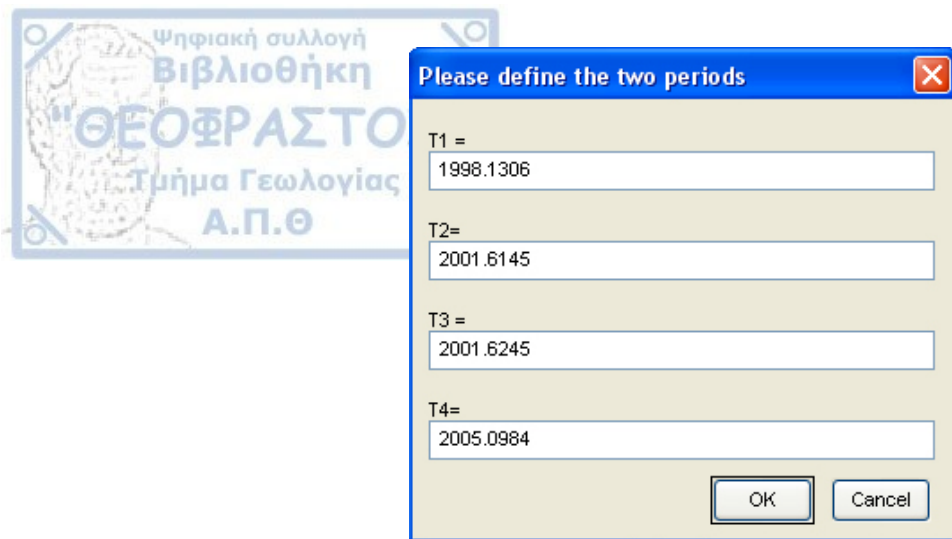 Ψηφιακή συλλογή
Βιβλιοθήκη
"ΘΕΟΦΡΑΣΤΟ
Τμήμα Γεωλογίας
Α.Π.Θ
Please define the two periods
T1 =
1998.1306
T2=
2001.6145
T3 =
2001.6245
T4=
2005.0984
OK Cancel